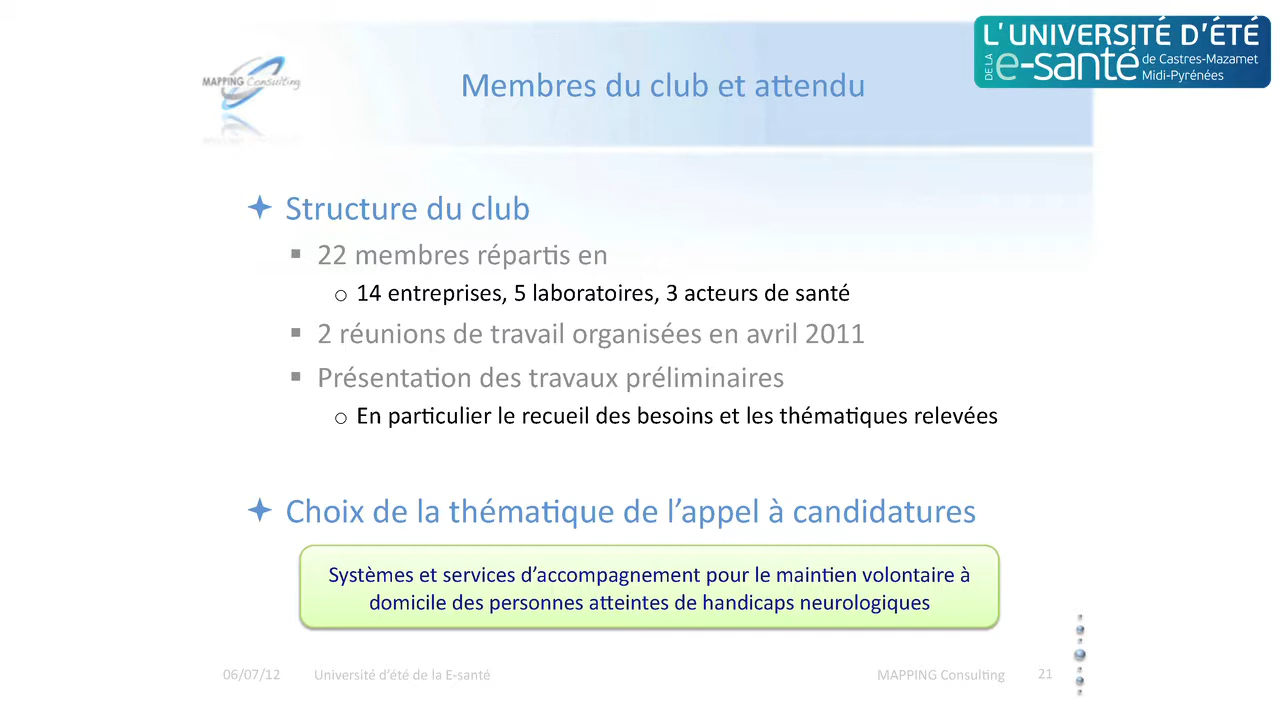 L'UNIVERSITÉ D'ÉTÉ
DE LA e-santé de Castres-Mazamet
Midi-Pyrénées
MAPPING Consulting
Membres du club et attendu
Structure du club
22 membres répartis en
14 entreprises, 5 laboratoires, 3 acteurs de santé
2 réunions de travail organisées en avril 2011
Présentation des travaux préliminaires
En particulier le recueil des besoins et les thématiques relevées
Choix de la thématique de l’appel à candidatures
Systèmes et services d’accompagnement pour le maintien volontaire à
domicile des personnes atteintes de handicaps neurologiques
06/07/12 Université d’été de la E-santé MAPPING Consulting 21